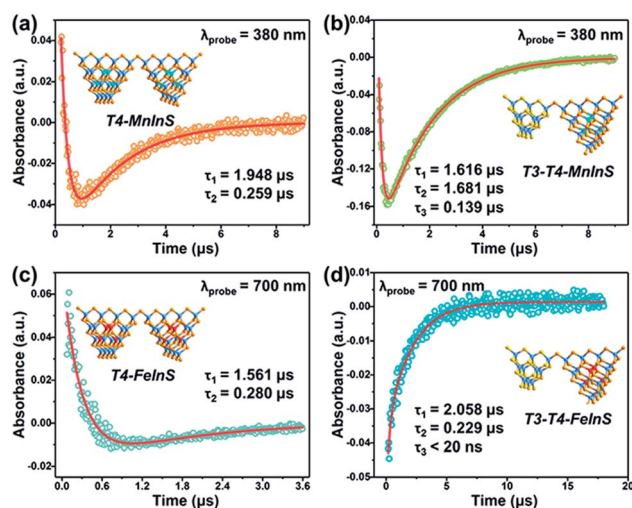 (a)
λprobe = 380 nm
T4-MnInS
τ1 = 1.948 μs
τ2 = 0.259 μs
Absorbance (a.u.)
0.04
0.02
0.00
-0.02
-0.04
0 2 4 6 8
Time (μs)
(b)
λprobe = 380 nm
T3-T4-MnInS
τ1 = 1.616 μs
τ2 = 1.681 μs
τ3 = 0.139 μs
Absorbance (a.u.)
0.00
-0.04
-0.08
-0.12
-0.16
0 2 4 6 8
Time (μs)
(c)
λprobe = 700 nm
T4-FeInS
τ1 = 1.561 μs
τ2 = 0.280 μs
Absorbance (a.u.)
0.06
0.04
0.02
0.00
-0.02
0.0 0.6 1.2 1.8 2.4 3.0 3.6
Time (μs)
(d)
λprobe = 700 nm
T3-T4-FeInS
τ1 = 2.058 μs
τ2 = 0.229 μs
τ3 < 20 ns
Absorbance (a.u.)
0.01
0.00
-0.01
-0.02
-0.03
-0.04
-0.05
0 5 10 15 20
Time (μs)